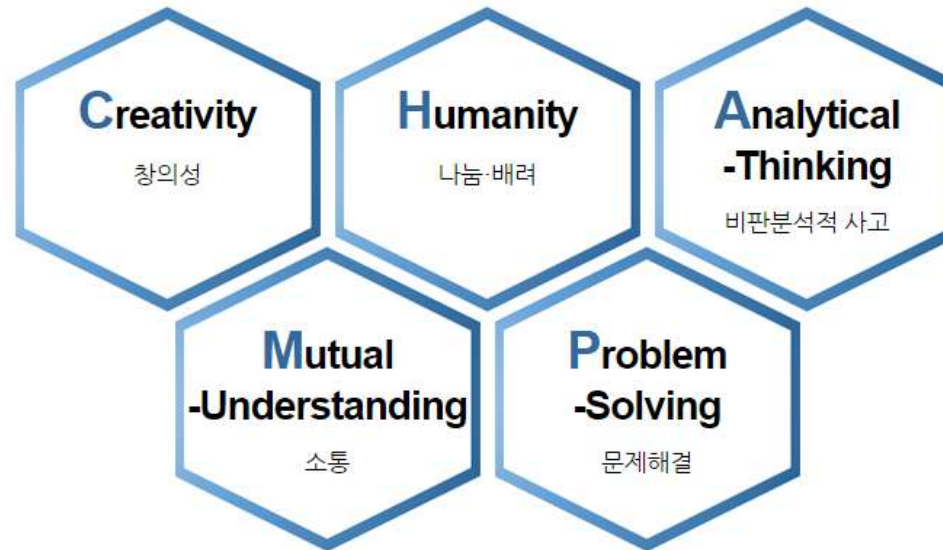 Creativity
창의성
Humanity
나눔·배려
Analytical
-Thinking
비판분석적 사고
Mutual
-Understanding
소통
Problem
-Solving
문제해결